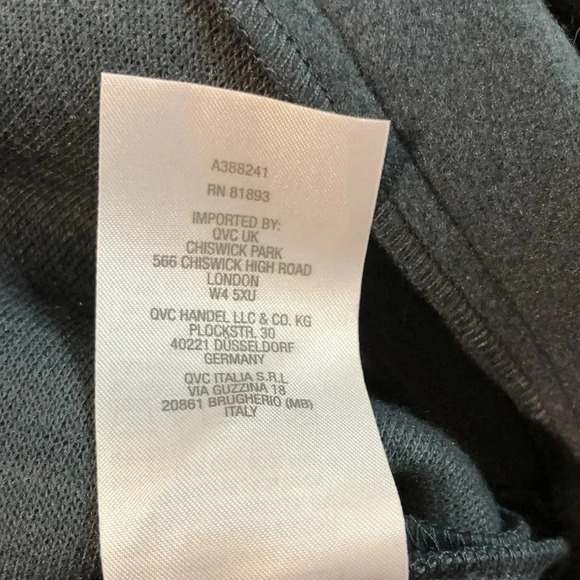 A388241
RN 81893
IMPORTED BY:
QVC UK
CHISWICK PARK
566 CHISWICK HIGH ROAD
LONDON
W4 5XU
QVC HANDEL LLC & CO. KG
PLOCKSTR. 30
40221 DÜSSELDORF
GERMANY
QVC ITALIA S.R.L
VIA GUZZINA 18
20861 BRUGHERIO (MB)
ITALY